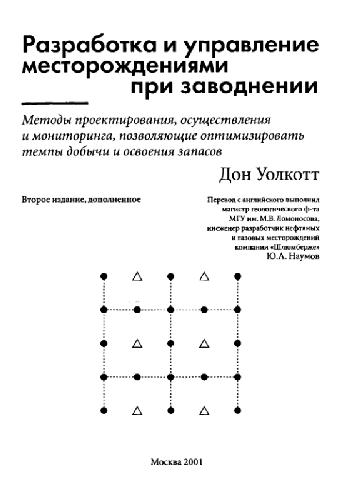 Разработка и управление
месторождениями
при заводнении
Методы проектирования, осуществления
и мониторинга, позволяющие оптимизировать
темпы добычи и освоения запасов
Дон Уолкотт
Второе издание, дополненное
Перевод с английского выполнил
магистр геологического ф-та
МГУ им. М.В. Ломоносова,
инженер разработчик нефтяных
и газовых месторождений
компании «Шлюмберже»
Ю.А. Наумов
Москва 2001